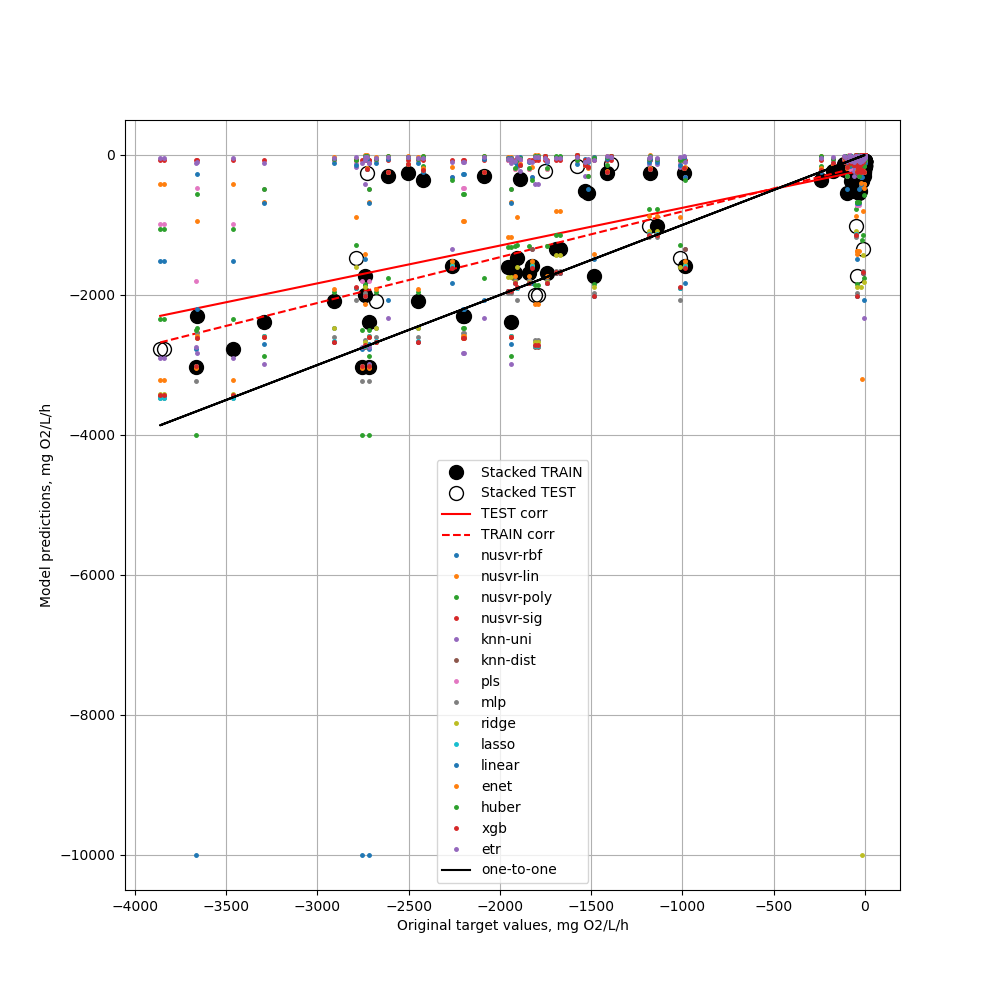 0
−2000
−4000
−6000
−8000
−10000
Model predictions, mg O2/L/h
Stacked TRAIN
Stacked TEST
TEST corr
TRAIN corr
nusvr-rbf
nusvr-lin
nusvr-poly
nusvr-sig
knn-uni
knn-dist
pls
mlp
ridge
lasso
linear
enet
huber
xgb
etr
one-to-one
−4000 −3500 −3000 −2500 −2000 −1500 −1000 −500 0
Original target values, mg O2/L/h